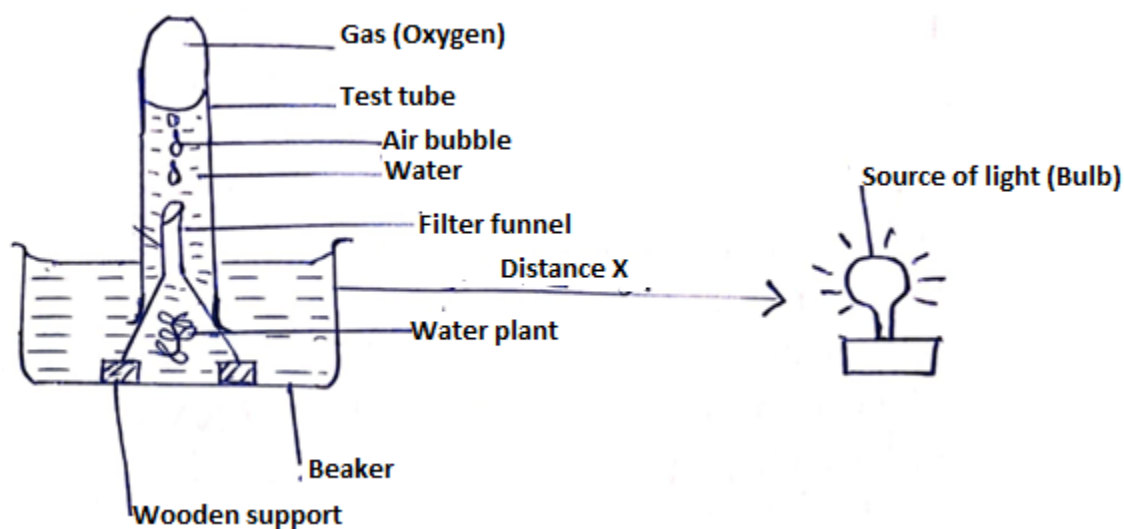 Gas (Oxygen)
Test tube
Air bubble
Water
Source of light (Bulb)
Filter funnel
Distance X
Water plant
Beaker
Wooden support